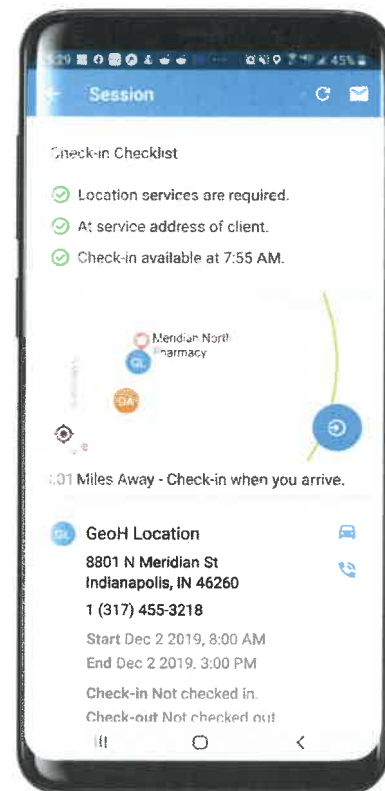 45%
Session
Check-in Checklist
Location services are required.
At service address of client.
Check-in available at 7:55 AM.
Meridian North
Pharmacy
GL
DA
.01 Miles Away - Check-in when you arrive.
GL
GeoH Location
8801 N Meridian St
Indianapolis, IN 46260
1 (317) 455-3218
Start Dec 2 2019, 8:00 AM
End Dec 2 2019, 3:00 PM
Check-in Not checked in.
Check-out Not checked out